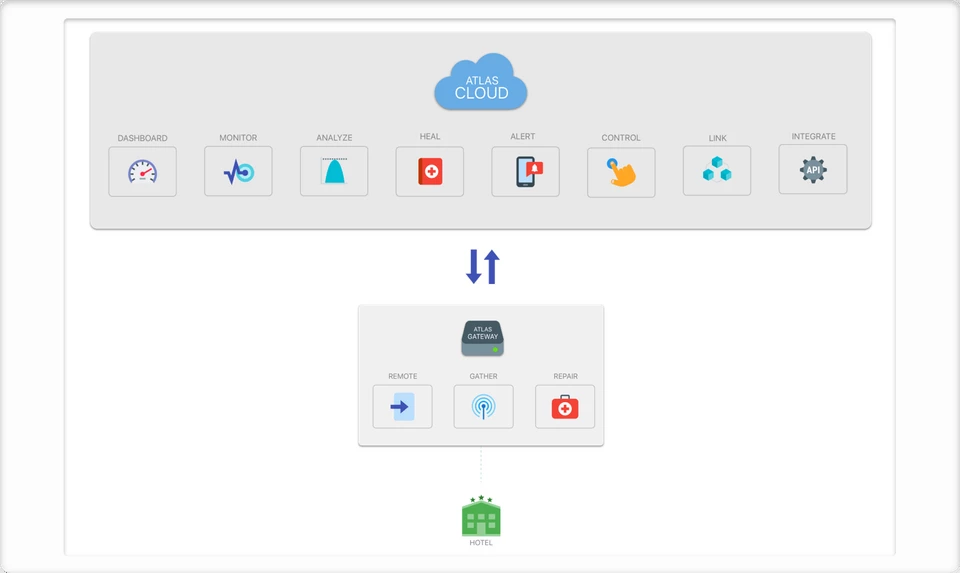 ATLAS
CLOUD
DASHBOARD
MONITOR
ANALYZE
HEAL
ALERT
CONTROL
LINK
INTEGRATE
API
ATLAS
GATEWAY
REMOTE
GATHER
REPAIR
HOTEL